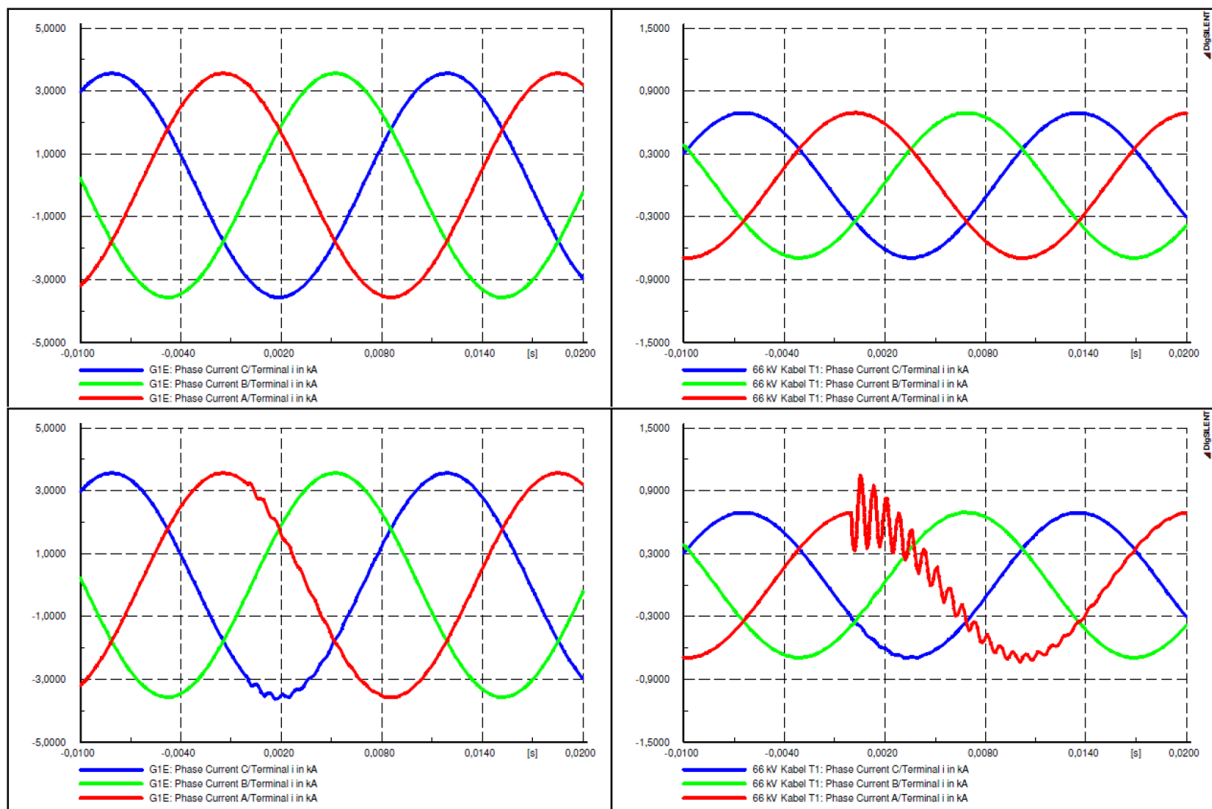 5,0000
3,0000
1,0000
-1,0000
-3,0000
-5,0000
-0,0100 -0,0040 0,0020 0,0080 0,0140 [s] 0,0200
G1E: Phase Current C/Terminal i in kA
G1E: Phase Current B/Terminal i in kA
G1E: Phase Current A/Terminal i in kA
1,5000
0,9000
0,3000
-0,3000
-0,9000
-1,5000
-0,0100 -0,0040 0,0020 0,0080 0,0140 [s] 0,0200
66 kV Kabel T1: Phase Current C/Terminal i in kA
66 kV Kabel T1: Phase Current B/Terminal i in kA
66 kV Kabel T1: Phase Current A/Terminal i in kA
DIgSILENT
5,0000
3,0000
1,0000
-1,0000
-3,0000
-5,0000
-0,0100 -0,0040 0,0020 0,0080 0,0140 [s] 0,0200
G1E: Phase Current C/Terminal i in kA
G1E: Phase Current B/Terminal i in kA
G1E: Phase Current A/Terminal i in kA
1,5000
0,9000
0,3000
-0,3000
-0,9000
-1,5000
-0,0100 -0,0040 0,0020 0,0080 0,0140 [s] 0,0200
66 kV Kabel T1: Phase Current C/Terminal i in kA
66 kV Kabel T1: Phase Current B/Terminal i in kA
66 kV Kabel T1: Phase Current A/Terminal i in kA
DIgSILENT